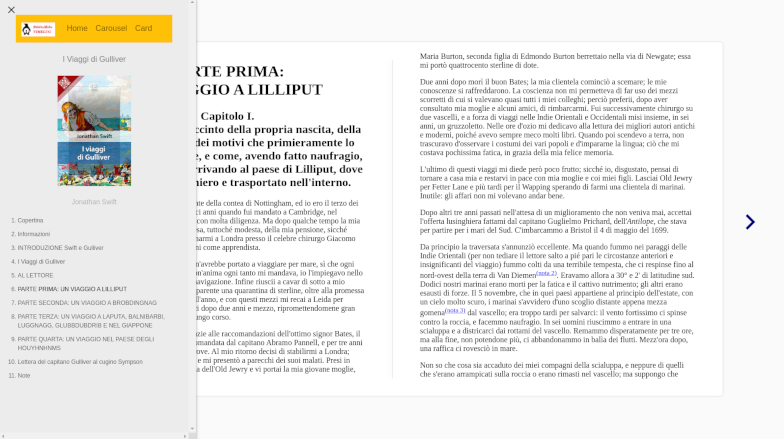 Home Carousel Card
I Viaggi di Gulliver
Jonathan Swift
I viaggi
di Gulliver
Jonathan Swift
1. Copertina
2. Informazioni
3. INTRODUZIONE Swift e Gulliver
4. I Viaggi di Gulliver
5. AL LETTORE
6. PARTE PRIMA: UN VIAGGIO A LILLIPUT
7. PARTE SECONDA: UN VIAGGIO A BROBDINGNAG
8. PARTE TERZA: UN VIAGGIO A LAPUTA, BALNIBARBI,
LUGGNAGG, GLUBBDUBDRIB E NEL GIAPPONE
9. PARTE QUARTA: UN VIAGGIO NEL PAESE DEGLI
HOUYHNHNMS
10. Lettera del capitano Gulliver al cugino Sympson
11. Note
RTE PRIMA:
GGIO A LILLIPUT
Capitolo I.
ccinto della propria nascita, della
dei motivi che primieramente lo
e, e come, avendo fatto naufragio,
rrivando al paese di Lilliput, dove
niero e trasportato nell'interno.
nte della contea di Nottingham, ed io ero il terzo dei
ci anni quando fui mandato a Cambridge, nel
con molta diligenza. Ma dopo qualche tempo la mia
sa, tuttoché modesta, della mia pensione, sicché
narmi a Londra presso il celebre chirurgo Giacomo
ni come apprendista.
m'avrebbe portato a viaggiare per mare, sì che ogni
un'anima ogni tanto mi mandava, io l'impiegavo nello
navigazione. Infine riuscii a cavar di sotto a mio
parente una quarantina di sterline, oltre alla promessa
ll'anno, e con questi mezzi mi recai a Leida per
i dopo due anni e mezzo, ripromettendomene gran
ungo corso.
zie alle raccomandazioni dell'ottimo signor Bates, il
omandata dal capitano Abramo Pannell, e per tre anni
ove. Al mio ritorno decisi di stabilirmi a Londra;
e mi presentò a parecchi dei suoi malati. Presi in
a dell'Old Jewry e vi portai la mia giovane moglie,
Maria Burton, seconda figlia di Edmondo Burton berrettaio nella via di Newgate; essa
mi portò quattrocento sterline di dote.
Due anni dopo morì il buon Bates; la mia clientela cominciò a scemare; le mie
conoscenze si raffreddarono. La coscienza non mi permetteva di far uso dei mezzi
scorretti di cui si valevano quasi tutti i miei colleghi; perciò preferii, dopo aver
consultato mia moglie e alcuni amici, di rimbarcarmi. Fui successivamente chirurgo su
due vascelli, e a forza di viaggi nelle Indie Orientali e Occidentali misi insieme, in sei
anni, un gruzzoletto. Nelle ore d'ozio mi dedicavo alla lettura dei migliori autori antichi
e moderni, poiché avevo sempre meco molti libri. Quando poi scendevo a terra, non
trascuravo d'osservare i costumi dei vari popoli e d'impararne la lingua; ciò che mi
costava pochissima fatica, in grazia della mia felice memoria.
L'ultimo di questi viaggi mi diede però poco frutto; sicché io, disgustato, pensai di
tornare a casa mia e restarvi in pace con mia moglie e coi miei figli. Lasciai Old Jewry
per Fetter Lane e più tardi per il Wapping sperando di farmi una clientela di marinai.
Inutile: gli affari non mi volevano andar bene.
Dopo altri tre anni passati nell'attesa di un miglioramento che non veniva mai, accettai
l'offerta lusinghiera fattami dal capitano Guglielmo Prichard, dell'Antilope, che stava
per partire per i mari del Sud. C'imbarcammo a Bristol il 4 di maggio del 1699.
Da principio la traversata s'annunziò eccellente. Ma quando fummo nei paraggi delle
Indie Orientali (per non tediare il lettore salto a piè pari le circostanze anteriori e
insignificanti del viaggio) fummo colti da una terribile tempesta, che ci respinse fino al
nord-ovest della terra di Van Diemen(nota 2). Eravamo allora a 30° e 2' di latitudine sud.
Dodici nostri marinai erano morti per la fatica e il cattivo nutrimento; gli altri erano
esausti di forze. Il 5 novembre, che in quei paesi appartiene al principio dell'estate, con
un cielo molto scuro, i marinai s'avvidero d'uno scoglio distante appena mezza
gomena(nota 3) dal vascello; era troppo tardi per salvarci: il vento fortissimo ci spinse
contro la roccia, e facemmo naufragio. In sei uomini riuscimmo a entrare in una
scialuppa e a districarci dai rottami del vascello. Remammo disperatamente per tre ore,
ma alla fine, non potendone più, ci abbandonammo in balìa dei flutti. Mezz'ora dopo,
una raffica ci rovesciò in mare.
Non so che cosa sia accaduto dei miei compagni della scialuppa, e neppure di quelli
che s'erano arrampicati sulla roccia o erano rimasti nel vascello; ma suppongo che